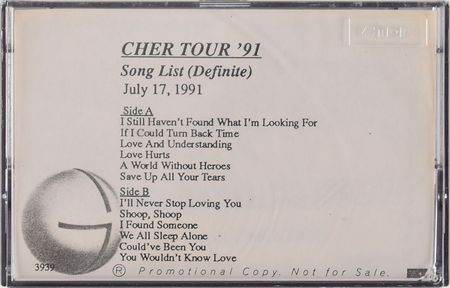 CHER TOUR '91
Song List (Definite)
July 17, 1991
Side A
I Still Haven't Found What I'm Looking For
If I Could Turn Back Time
Love And Understanding
Love Hurts
A World Without Heroes
Save Up All Your Tears
Side B
I'll Never Stop Loving You
Shoop, Shoop
I Found Someone
We All Sleep Alone
Could've Been You
You Wouldn't Know Love
3939
Ⓡ Promotional Copy. Not for Sale.